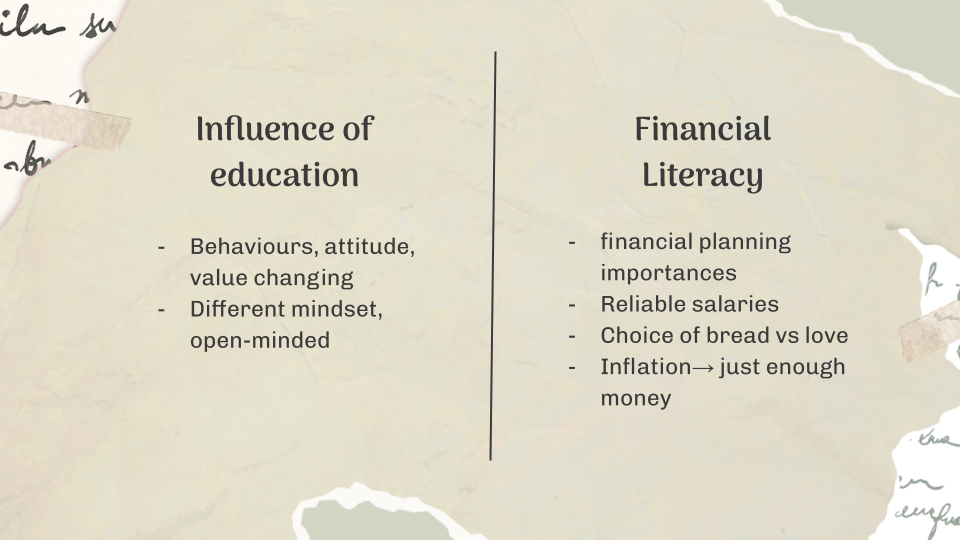 Influence of
education
- Behaviours, attitude,
value changing
- Different mindset,
open-minded
Financial
Literacy
- financial planning
importances
- Reliable salaries
- Choice of bread vs love
- Inflation→ just enough
money